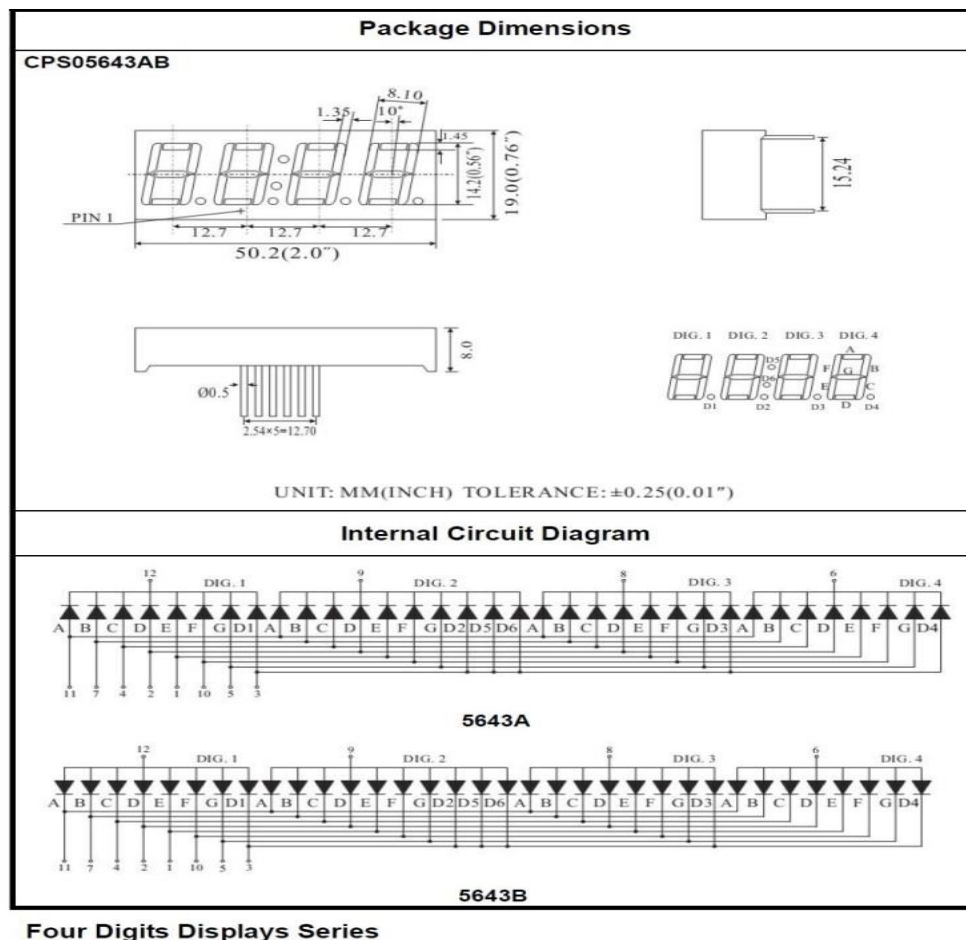 Package Dimensions
CPS05643AB
8.10
1.35
10°
1.45
14.2(0.56")
19.0(0.76")
15.24
PIN 1
12.7 12.7 12.7
50.2(2.0")
8.0
Ø0.5
2.54×5=12.70
DIG. 1 DIG. 2 DIG. 3 DIG. 4
A
D5 F G B
D6 E C
D1 D2 D3 D D4
UNIT: MM(INCH) TOLERANCE: ±0.25(0.01")
Internal Circuit Diagram
12 DIG. 1 9 DIG. 2 8 DIG. 3 6 DIG. 4
A B C D E F G D1 A B C D E F G D2 D5 D6 A B C D E F G D3 A B C D E F G D4
11 7 4 2 1 10 5 3
5643A
12 DIG. 1 9 DIG. 2 8 DIG. 3 6 DIG. 4
A B C D E F G D1 A B C D E F G D2 D5 D6 A B C D E F G D3 A B C D E F G D4
11 7 4 2 1 10 5 3
5643B
Four Digits Displays Series